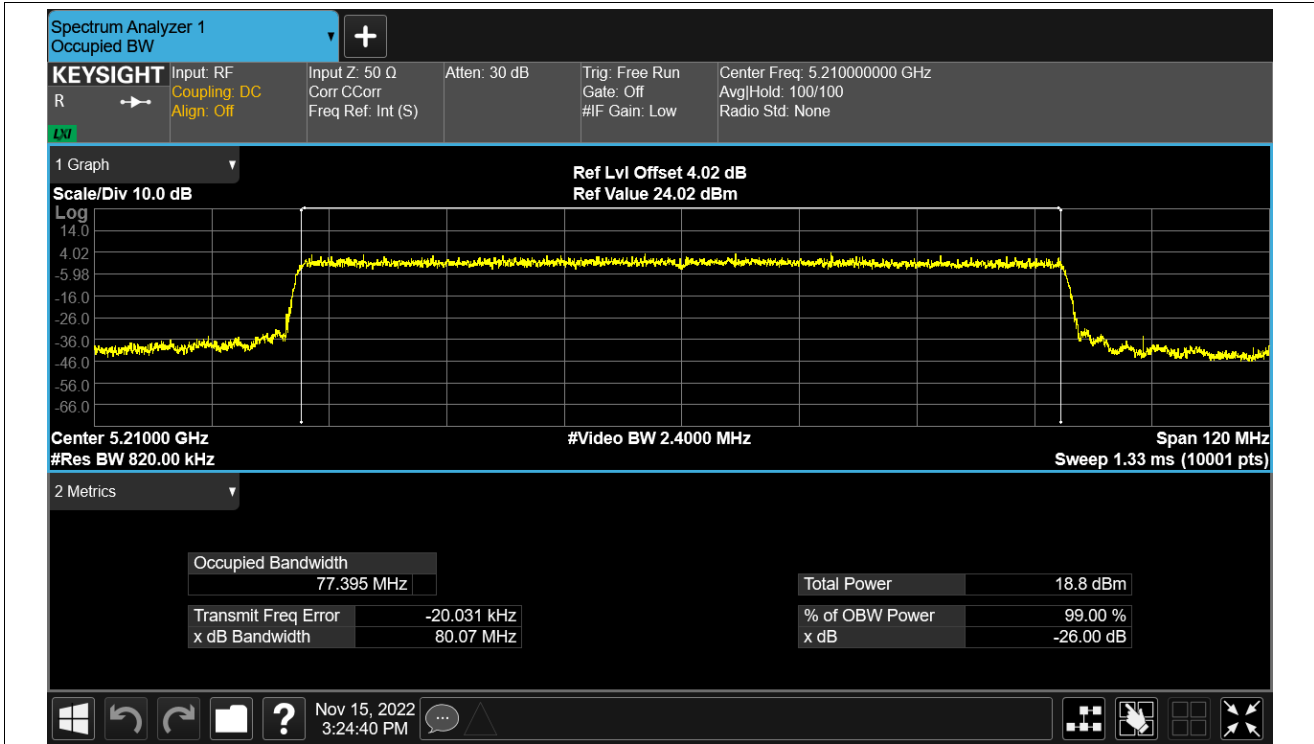 Spectrum Analyzer 1
Occupied BW
+
KEYSIGHT
R
LXI
Input: RF
Coupling: DC
Align: Off
Input Z: 50 Ω
Corr CCorr
Freq Ref: Int (S)
Atten: 30 dB
Trig: Free Run
Gate: Off
#IF Gain: Low
Center Freq: 5.210000000 GHz
Avg|Hold: 100/100
Radio Std: None
1 Graph
Scale/Div 10.0 dB
Ref Lvl Offset 4.02 dB
Ref Value 24.02 dBm
Log
14.0
4.02
-5.98
-16.0
-26.0
-36.0
-46.0
-56.0
-66.0
Center 5.21000 GHz
#Video BW 2.4000 MHz
Span 120 MHz
#Res BW 820.00 kHz
Sweep 1.33 ms (10001 pts)
2 Metrics
Occupied Bandwidth
77.395 MHz
Total Power 18.8 dBm
Transmit Freq Error -20.031 kHz
% of OBW Power 99.00 %
x dB Bandwidth 80.07 MHz
x dB -26.00 dB
?
Nov 15, 2022
3:24:40 PM